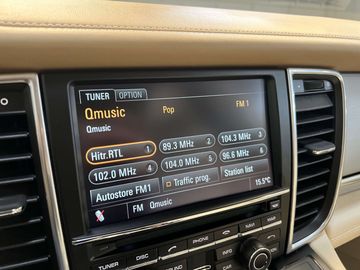 TUNER OPTION
Qmusic Pop FM 1
Qmusic
Hitr.RTL 1 89.3 MHz 2 104.3 MHz 3
102.0 MHz 4 104.0 MHz 5 96.6 MHz 6
Autostore FM1 Traffic prog. Station list
FM Qmusic 15.5°C
TUNER DISC PHONE NAV
INFO